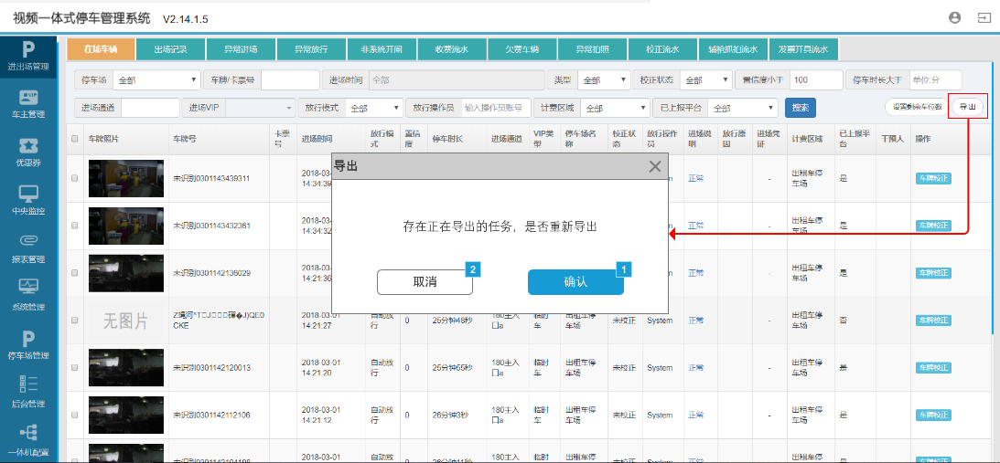 视频一体式停车管理系统 V2.14.1.5
进出场管理
车主管理
优惠券
中央监控
报表管理
系统管理
停车场管理
后台管理
一体机配置
在场车辆 出场记录 异常进场 异常放行 非系统开闸 收费流水 欠费车辆 异常拍照 校正流水 辅枪抓拍流水 发票开具流水
停车场 全部 车牌/卡票号 进场时间 全部 类型 全部 校正状态 全部 置信度小于 100 停车时长大于 单位:分
进场通道 进场VIP 放行模式 全部 放行操作员 输入操作员账号 计费区域 全部 已上报平台 全部 搜索 设置剩余车位数 导出
车牌照片 车牌号 卡票号 进场时间 放行模式 置信度 停车时长 进场通道 VIP类型 停车场名称 校正状态 放行操作员 进场说明 放行原因 进场凭证 计费区域 已上报平台 干预人 操作
未识别0301143439311 2018-03- 14:34:39 正常 - 出租车停车场 是 车牌校正
未识别0301143432361 2018-03- 14:34:32 正常 - 出租车停车场 是 车牌校正
未识别0301142136029 2018-03- 14:21:36 正常 - 出租车停车场 是 车牌校正
导出
存在正在导出的任务，是否重新导出
取消 2
确认 1
无图片 2018-03-01 14:21:27 自动放行 0 25分钟48秒 180主入口a 临时车 出租车停车场 未校正 System 正常 - 出租车停车场 否 车牌校正
未识别0301142120013 2018-03-01 14:21:20 自动放行 0 25分钟55秒 180主入口a 临时车 出租车停车场 未校正 System 正常 - 出租车停车场 是 车牌校正
未识别0301142112106 2018-03-01 14:21:12 自动放行 0 26分钟3秒 180主入口a 临时车 出租车停车场 未校正 System 正常 - 出租车停车场 是 车牌校正
2018-03-01 自动放 180主入 临时 出租车停 出租车停